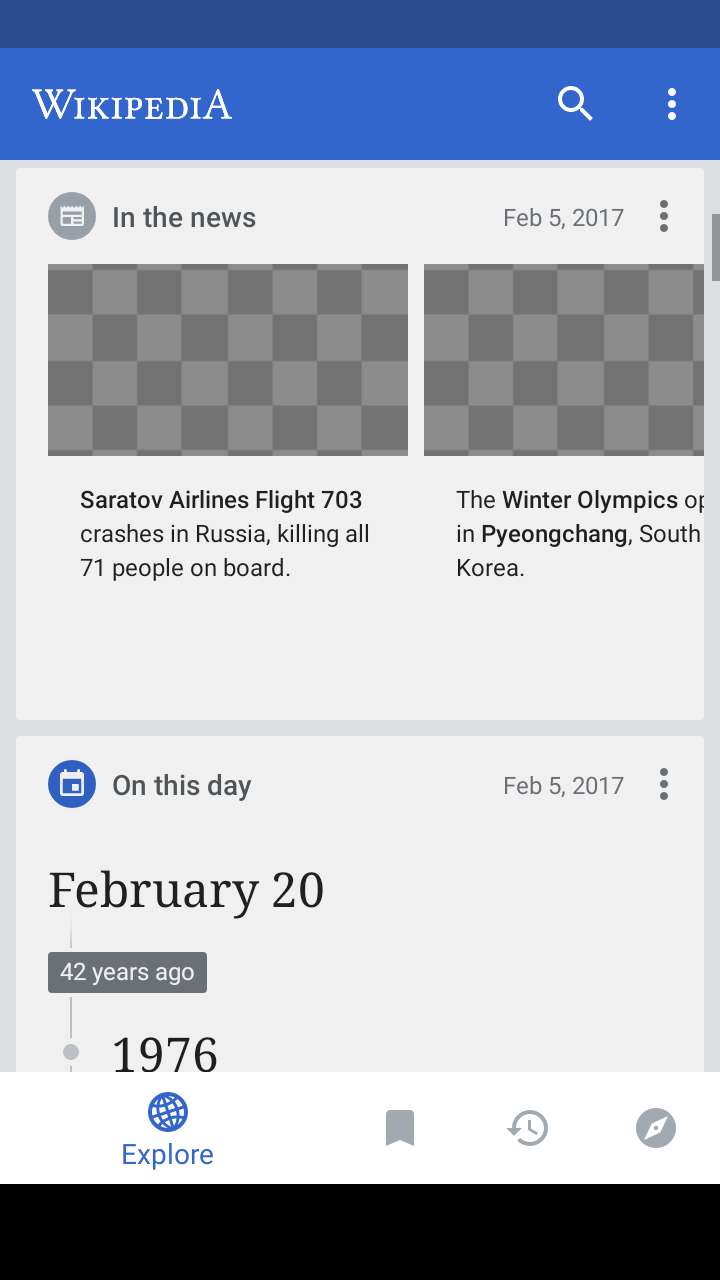 WIKIPEDIA
In the news
Feb 5, 2017
Saratov Airlines Flight 703
crashes in Russia, killing all
71 people on board.
The Winter Olympics op
in Pyeongchang, South
Korea.
On this day
Feb 5, 2017
February 20
42 years ago
1976
Explore